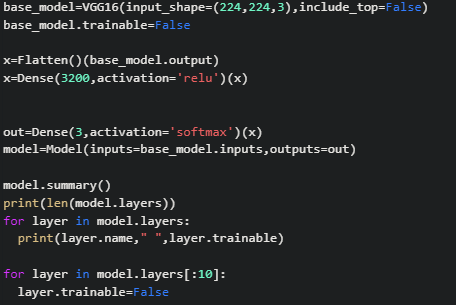 base_model=VGG16(input_shape=(224,224,3),include_top=False)
base_model.trainable=False
x=Flatten()(base_model.output)
x=Dense(3200,activation='relu')(x)
out=Dense(3,activation='softmax')(x)
model=Model(inputs=base_model.inputs,outputs=out)
model.summary()
print(len(model.layers))
for layer in model.layers:
  print(layer.name," ",layer.trainable)
for layer in model.layers[:10]:
  layer.trainable=False